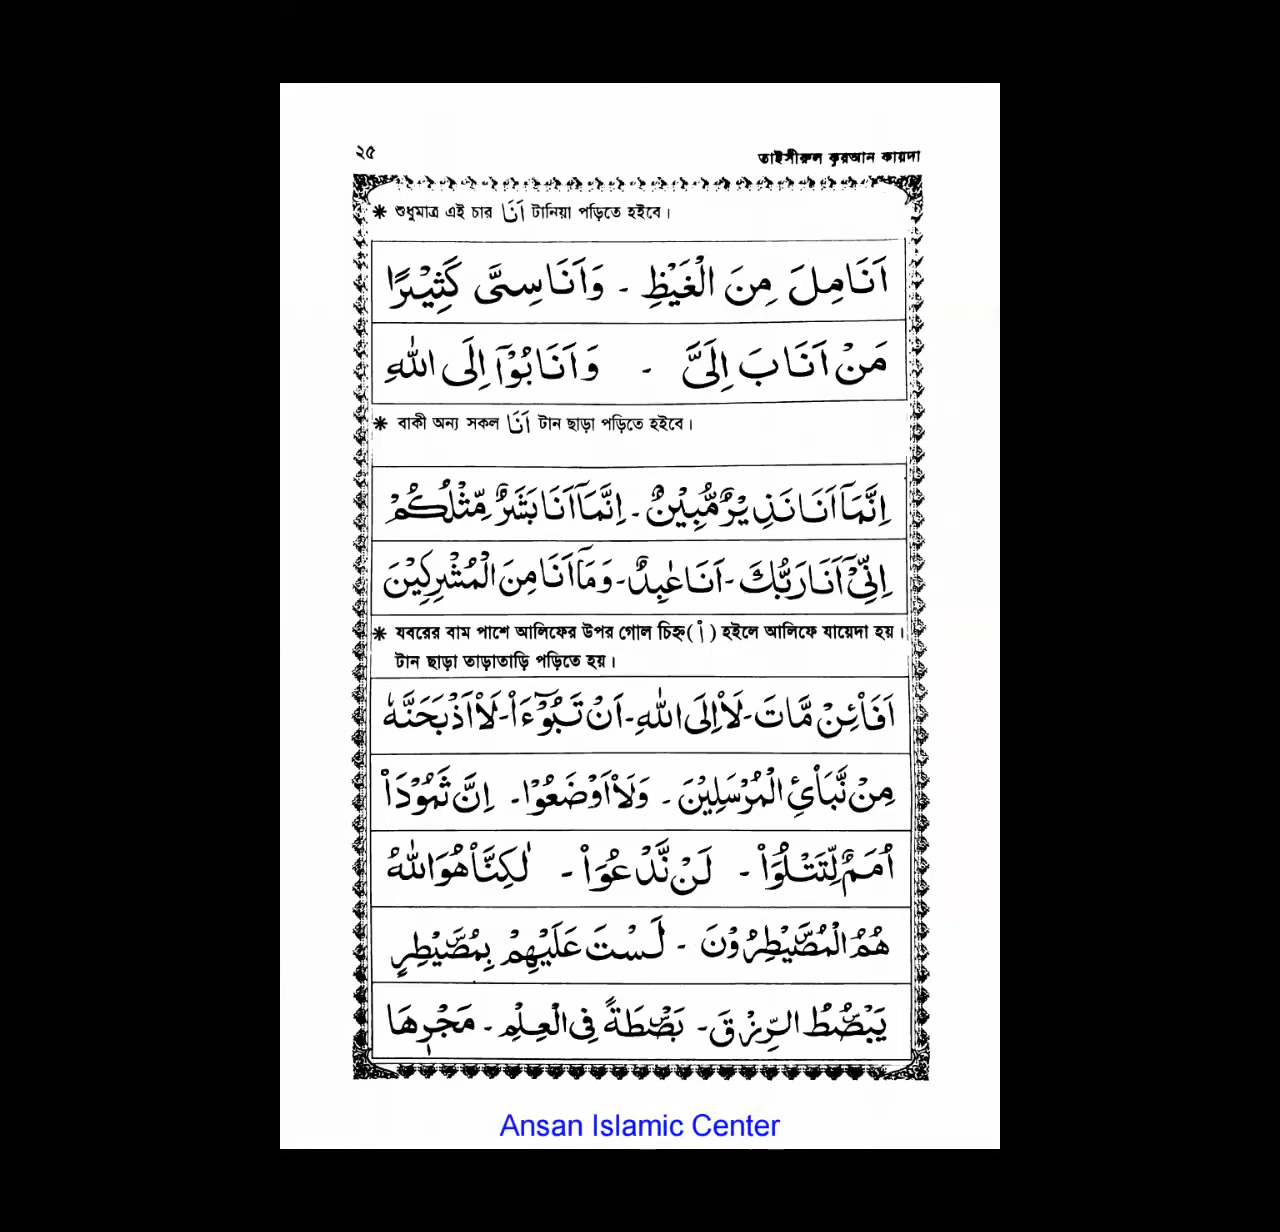 ২৫ তাইসীরুল কুরআন কায়দা
* শুধুমাত্র এই চার اَنَا টানিয়া পড়িতে হইবে।
اَنَامِلَ مِنَ الْغَيْظِ ـ وَاَنَاسِىَّ كَثِيْرًا
مَنْ اَنَابَ اِلَىَّ ـ وَاَنَابُوْٓا اِلَى اللّٰهِ
* বাকী অন্য সকল اَنَا টান ছাড়া পড়িতে হইবে।
اِنَّمَآ اَنَا نَذِيْرٌ مُّبِيْنٌ ـ اِنَّمَآ اَنَا بَشَرٌ مِّثْلُكُمْ
اِنِّىْٓ اَنَا رَبُّكَ ـ اَنَا عٰبِدٌ ـ وَمَآ اَنَا مِنَ الْمُشْرِكِيْنَ
* যবরের বাম পাশে আলিফের উপর গোল চিহ্ন (اْ) হইলে আলিফে যায়েদা হয়।
টান ছাড়া তাড়াতাড়ি পড়িতে হয়।
اَفَا۟ئِنْ مَّاتَ ـ لَا۟اِلَى اللّٰهِ ـ اَنْ تَبُوْٓءَا۟ ـ لَا۟اَذْبَحَنَّهٗ
مِنْ نَّبَا۟ئِ الْمُرْسَلِيْنَ ـ وَلَا۟اَوْضَعُوْا ـ اِنَّ ثَمُوْدَا۟
اُمَمٌ لِّتَتْلُوَا۟ ـ لَنْ نَّدْعُوَا۟ ـ لٰكِنَّا۟ هُوَ اللّٰهُ
هُمُ الْمُصَۜيْطِرُوْنَ ـ لَسْتَ عَلَيْهِمْ بِمُصَۜيْطِرٍ
يَبْصُۜطُ الرِّزْقَ ـ بَصْۜطَةً فِى الْعِلْمِ ـ مَجْرٖىهَا
Ansan Islamic Center